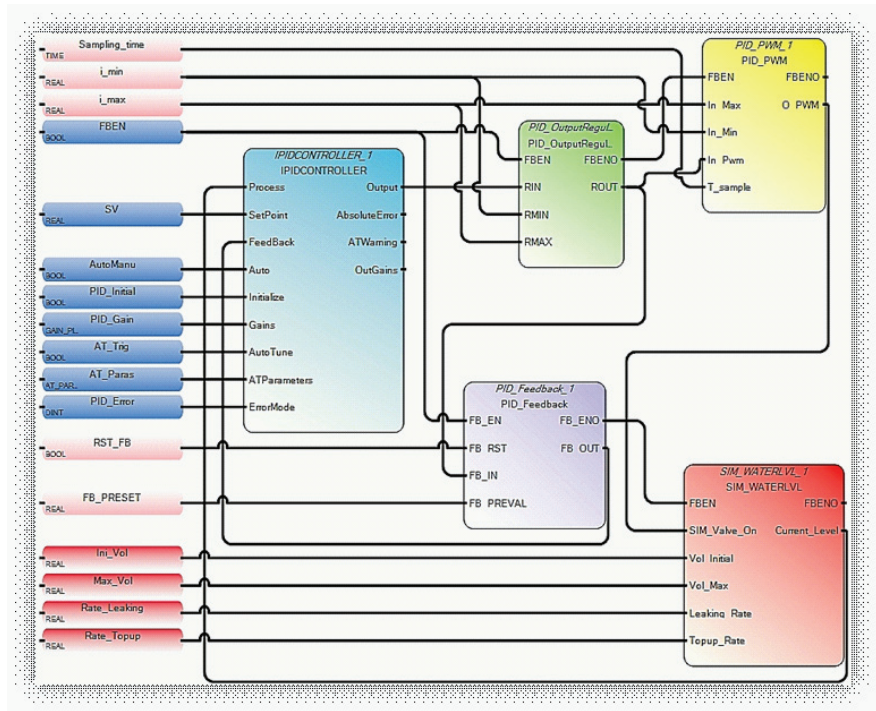 Sampling_time
TIME
i_min
REAL
i_max
REAL
FBEN
BOOL
SV
REAL
AutoManu
BOOL
PID_Initial
BOOL
PID_Gain
GAIN_PI..
AT_Trig
BOOL
AT_Paras
AT_PAR..
PID_Error
DINT
RST_FB
BOOL
FB_PRESET
REAL
Ini_Vol
REAL
Max_Vol
REAL
Rate_Leaking
REAL
Rate_Topup
REAL
IPIDCONTROLLER_1
IPIDCONTROLLER
Process Output
SetPoint AbsoluteError
FeedBack ATWarning
Auto OutGains
Initialize
Gains
AutoTune
ATParameters
ErrorMode
PID_OutputReguL..
PID_OutputReguL..
FBEN FBENO
RIN ROUT
RMIN
RMAX
PID_PWM_1
PID_PWM
FBEN FBENO
In_Max O_PWM
In_Min
In_Pwm
T_sample
PID_Feedback_1
PID_Feedback
FB_EN FB_ENO
FB_RST FB_OUT
FB_IN
FB_PREVAL
SIM_WATERLVL_1
SIM_WATERLVL
FBEN FBENO
SIM_Valve_On Current_Level
Vol_Initial
Vol_Max
Leaking_Rate
Topup_Rate